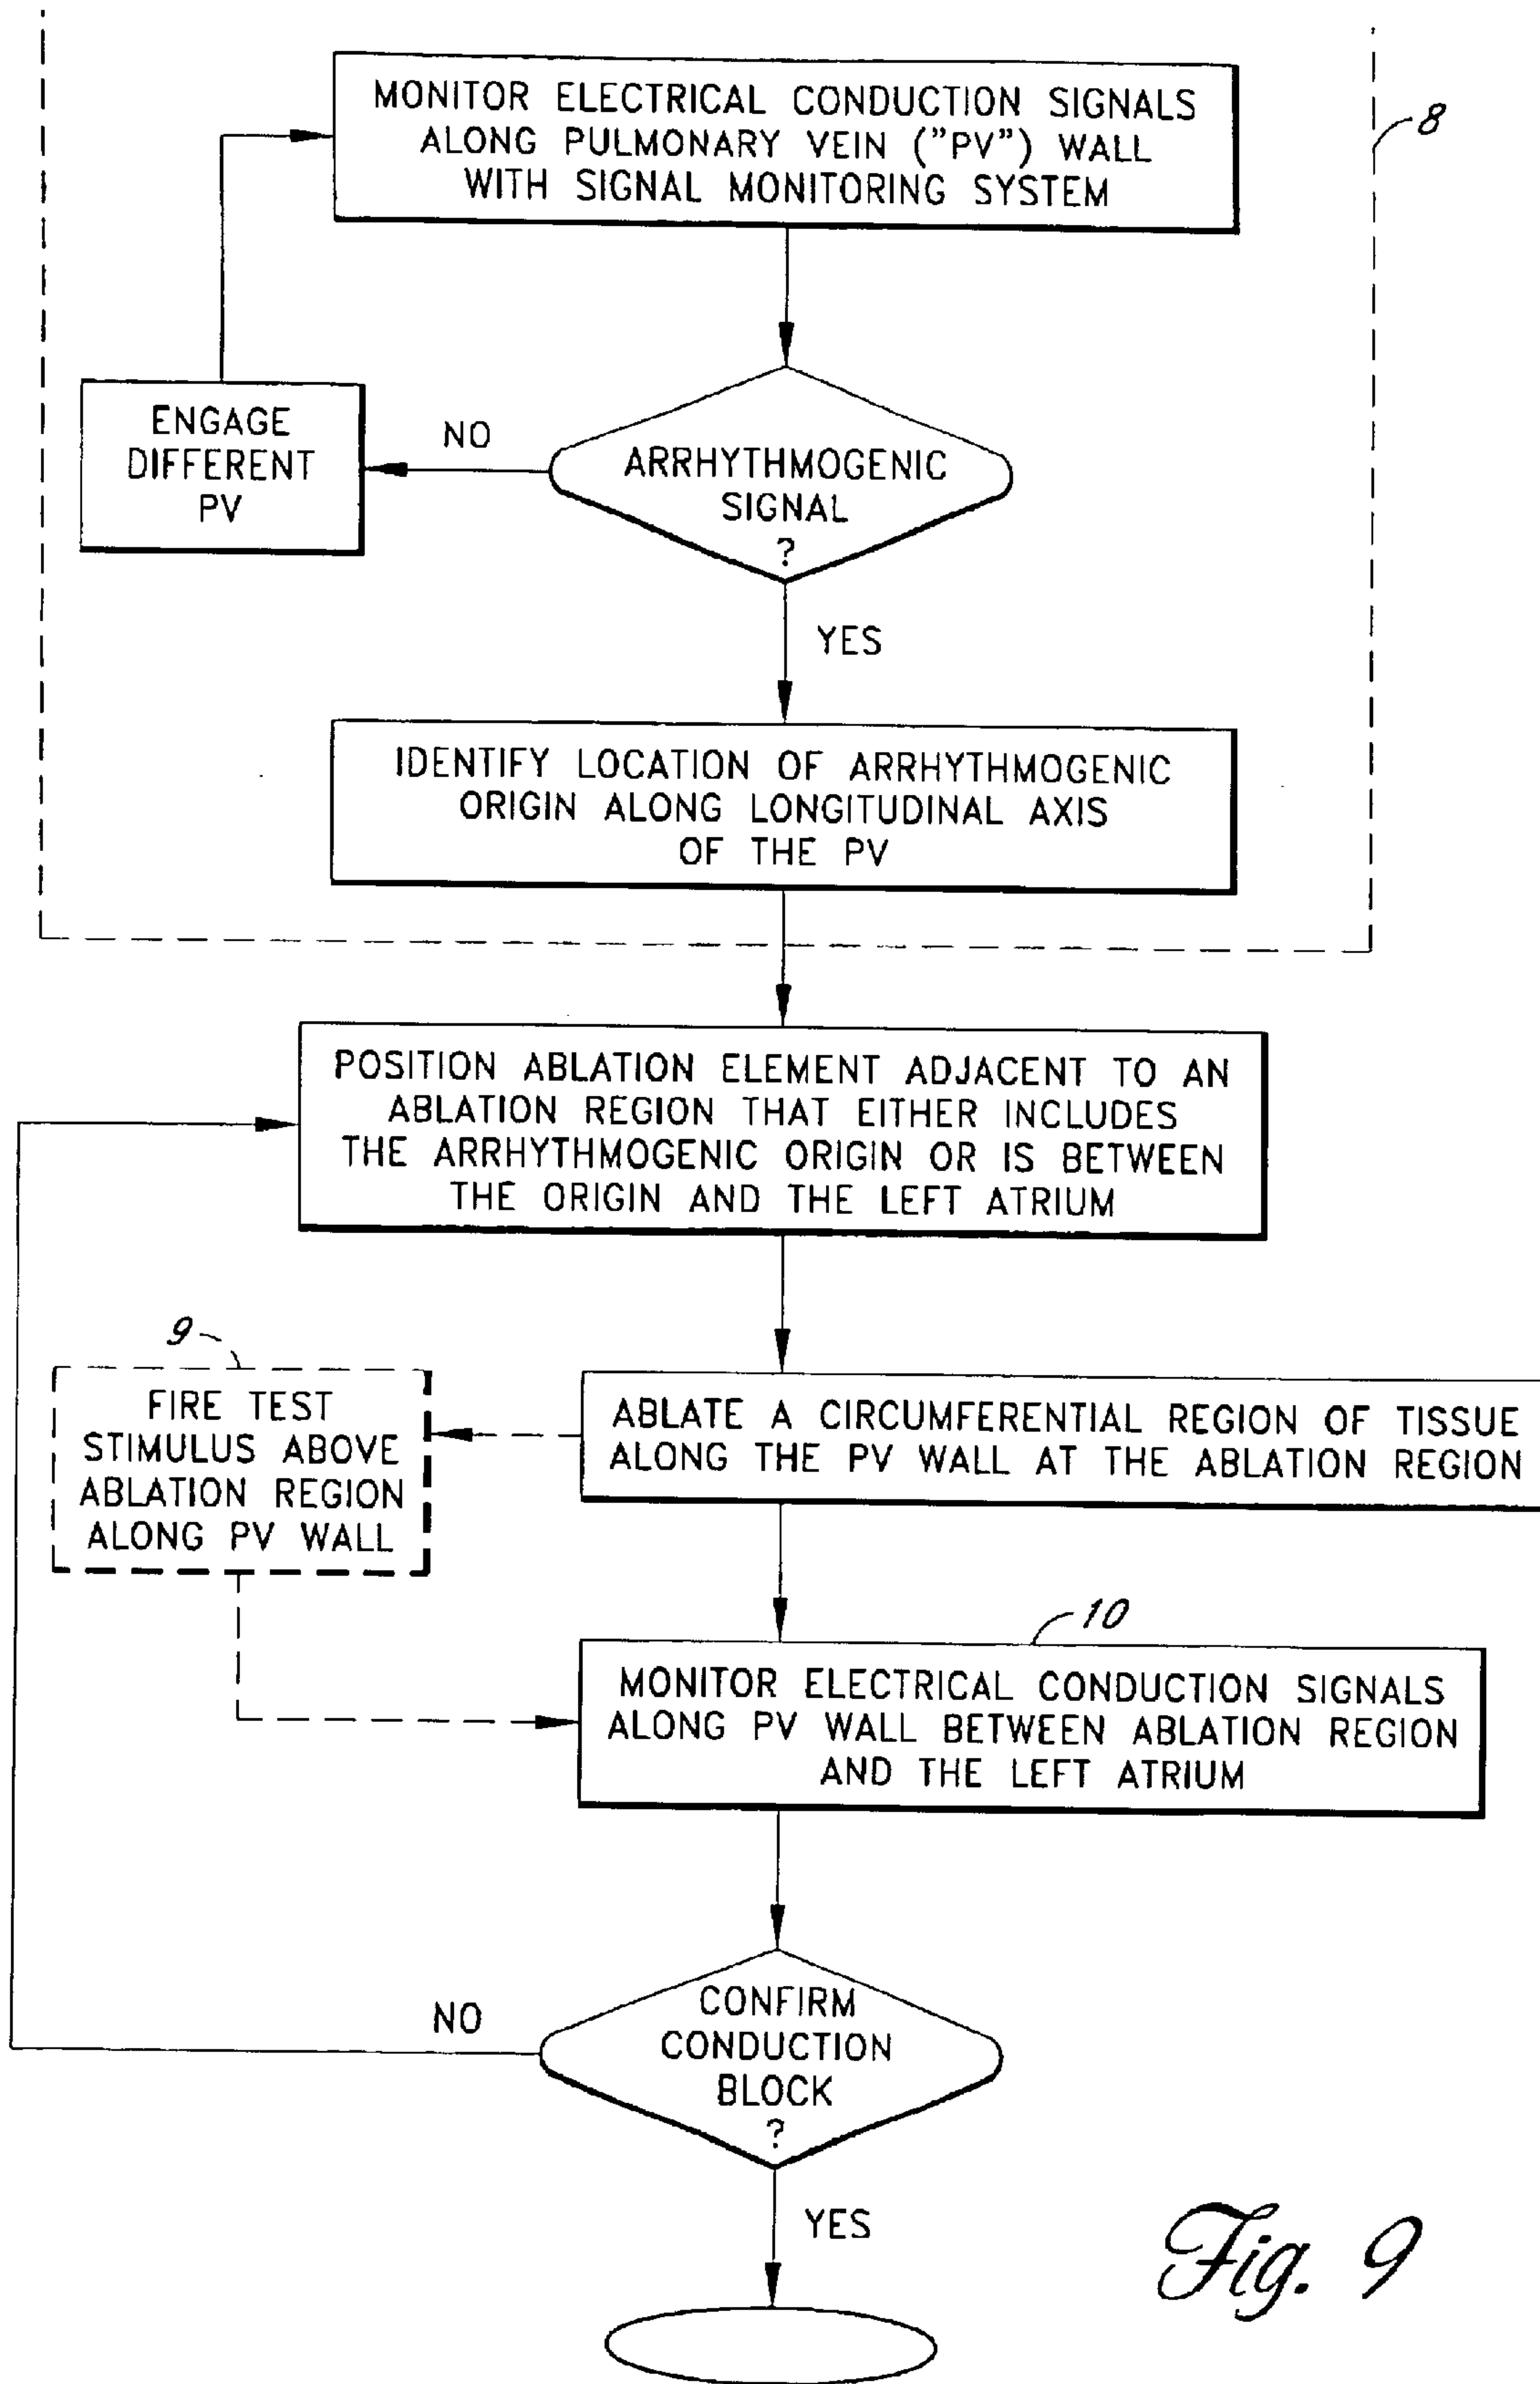 MONITOR ELECTRICAL CONDUCTION SIGNALS
ALONG PULMONARY VEIN ("PV") WALL
WITH SIGNAL MONITORING SYSTEM
8
ENGAGE
DIFFERENT
PV
NO
ARRHYTHMOGENIC
SIGNAL
?
YES
IDENTIFY LOCATION OF ARRHYTHMOGENIC
ORIGIN ALONG LONGITUDINAL AXIS
OF THE PV
POSITION ABLATION ELEMENT ADJACENT TO AN
ABLATION REGION THAT EITHER INCLUDES
THE ARRHYTHMOGENIC ORIGIN OR IS BETWEEN
THE ORIGIN AND THE LEFT ATRIUM
9
FIRE TEST
STIMULUS ABOVE
ABLATION REGION
ALONG PV WALL
ABLATE A CIRCUMFERENTIAL REGION OF TISSUE
ALONG THE PV WALL AT THE ABLATION REGION
10
MONITOR ELECTRICAL CONDUCTION SIGNALS
ALONG PV WALL BETWEEN ABLATION REGION
AND THE LEFT ATRIUM
NO
CONFIRM
CONDUCTION
BLOCK
?
YES
Fig. 9